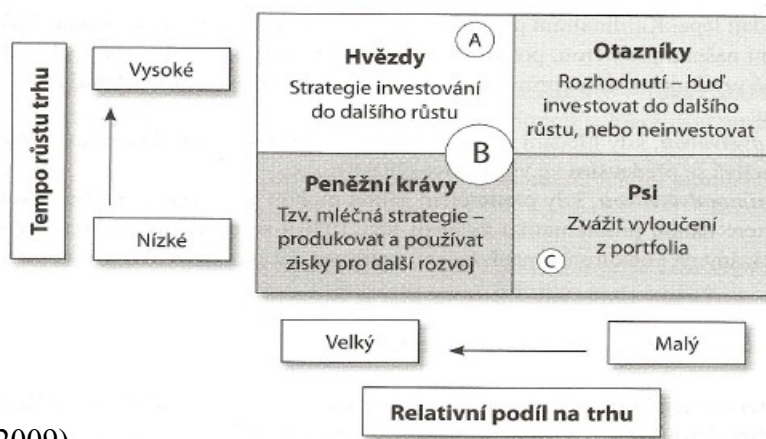 Tempo růstu trhu
Vysoké
Nízké
Hvězdy
A
Strategie investování
do dalšího růstu
Otazníky
Rozhodnutí – buď
investovat do dalšího
růstu, nebo neinvestovat
B
Peněžní krávy
Tzv. mléčná strategie –
produkovat a používat
zisky pro další rozvoj
Psi
Zvážit vyloučení
z portfolia
C
Velký
Malý
Relativní podíl na trhu
2009)